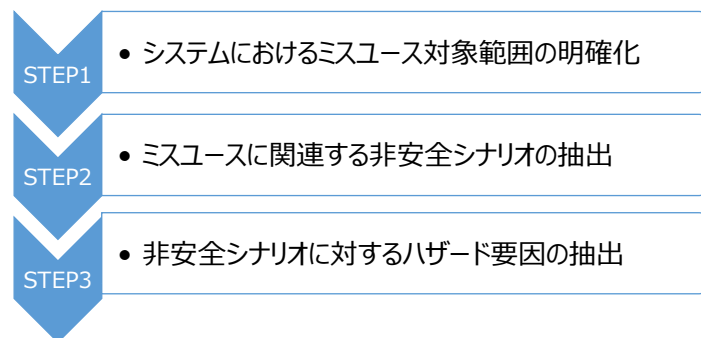 STEP1
• システムにおけるミスユース対象範囲の明確化
STEP2
• ミスユースに関連する非安全シナリオの抽出
STEP3
• 非安全シナリオに対するハザード要因の抽出